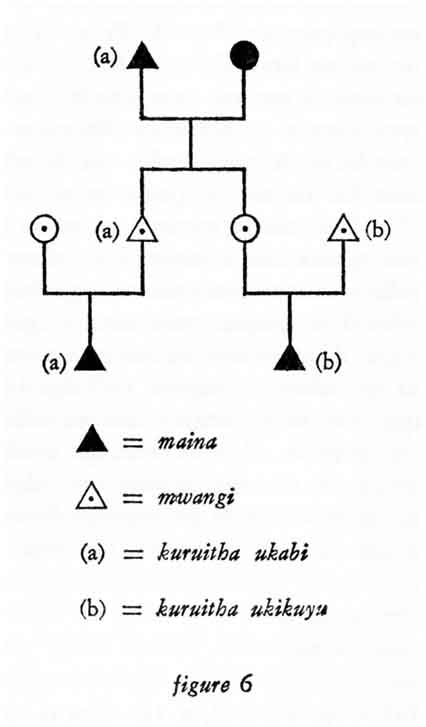 (a)
(a) (b)
(a) (b)
= maina
= mwangi
(a) = kuruitha ukabi
(b) = kuruitha ukikuyu
figure 6